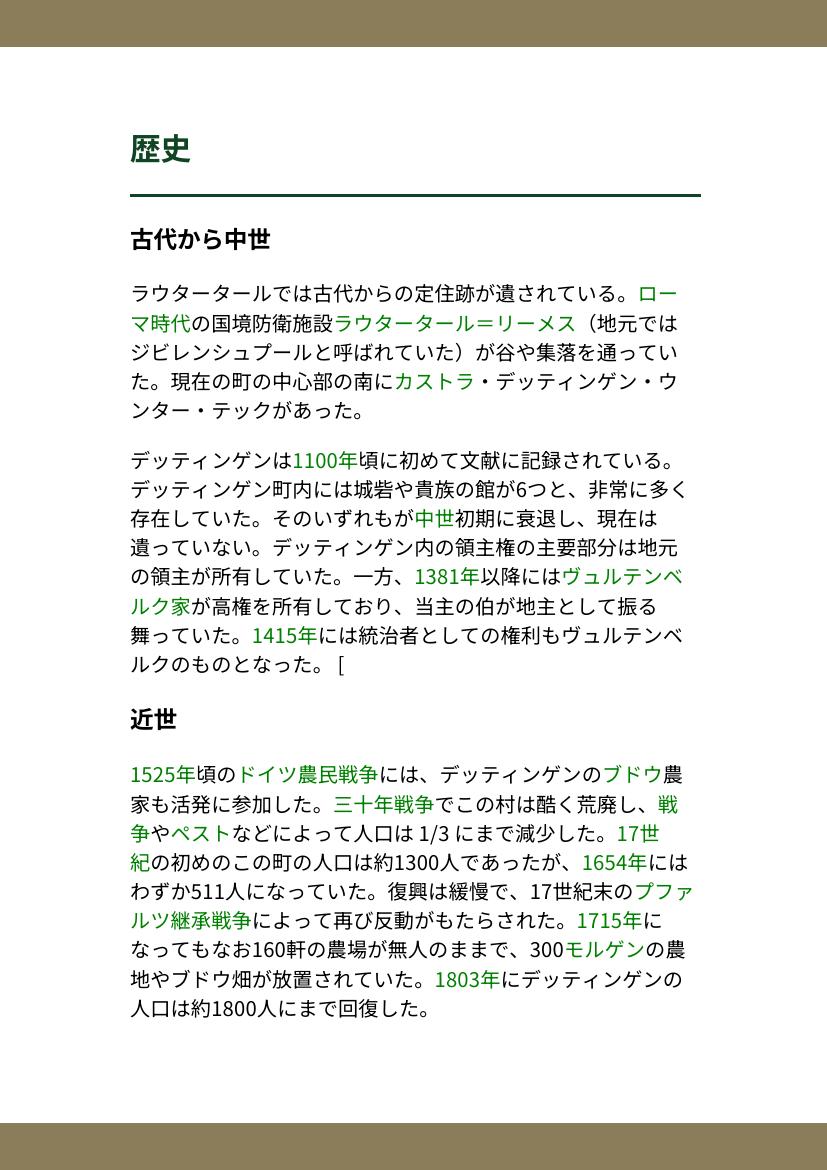 歴史
古代から中世
ラウタータールでは古代からの定住跡が遺されている。ロー
マ時代の国境防衛施設ラウタータール＝リーメス（地元では
ジビレンシュプールと呼ばれていた）が谷や集落を通ってい
た。現在の町の中心部の南にカストラ・デッティンゲン・ウ
ンター・テックがあった。
デッティンゲンは1100年頃に初めて文献に記録されている。
デッティンゲン町内には城砦や貴族の館が6つと、非常に多く
存在していた。そのいずれもが中世初期に衰退し、現在は
遺っていない。デッティンゲン内の領主権の主要部分は地元
の領主が所有していた。一方、1381年以降にはヴュルテンベ
ルク家が高権を所有しており、当主の伯が地主として振る
舞っていた。1415年には統治者としての権利もヴュルテンベ
ルクのものとなった。 [
近世
1525年頃のドイツ農民戦争には、デッティンゲンのブドウ農
家も活発に参加した。三十年戦争でこの村は酷く荒廃し、戦
争やペストなどによって人口は 1/3 にまで減少した。17世
紀の初めのこの町の人口は約1300人であったが、1654年には
わずか511人になっていた。復興は緩慢で、17世紀末のプファ
ルツ継承戦争によって再び反動がもたらされた。1715年に
なってもなお160軒の農場が無人のままで、300モルゲンの農
地やブドウ畑が放置されていた。1803年にデッティンゲンの
人口は約1800人にまで回復した。